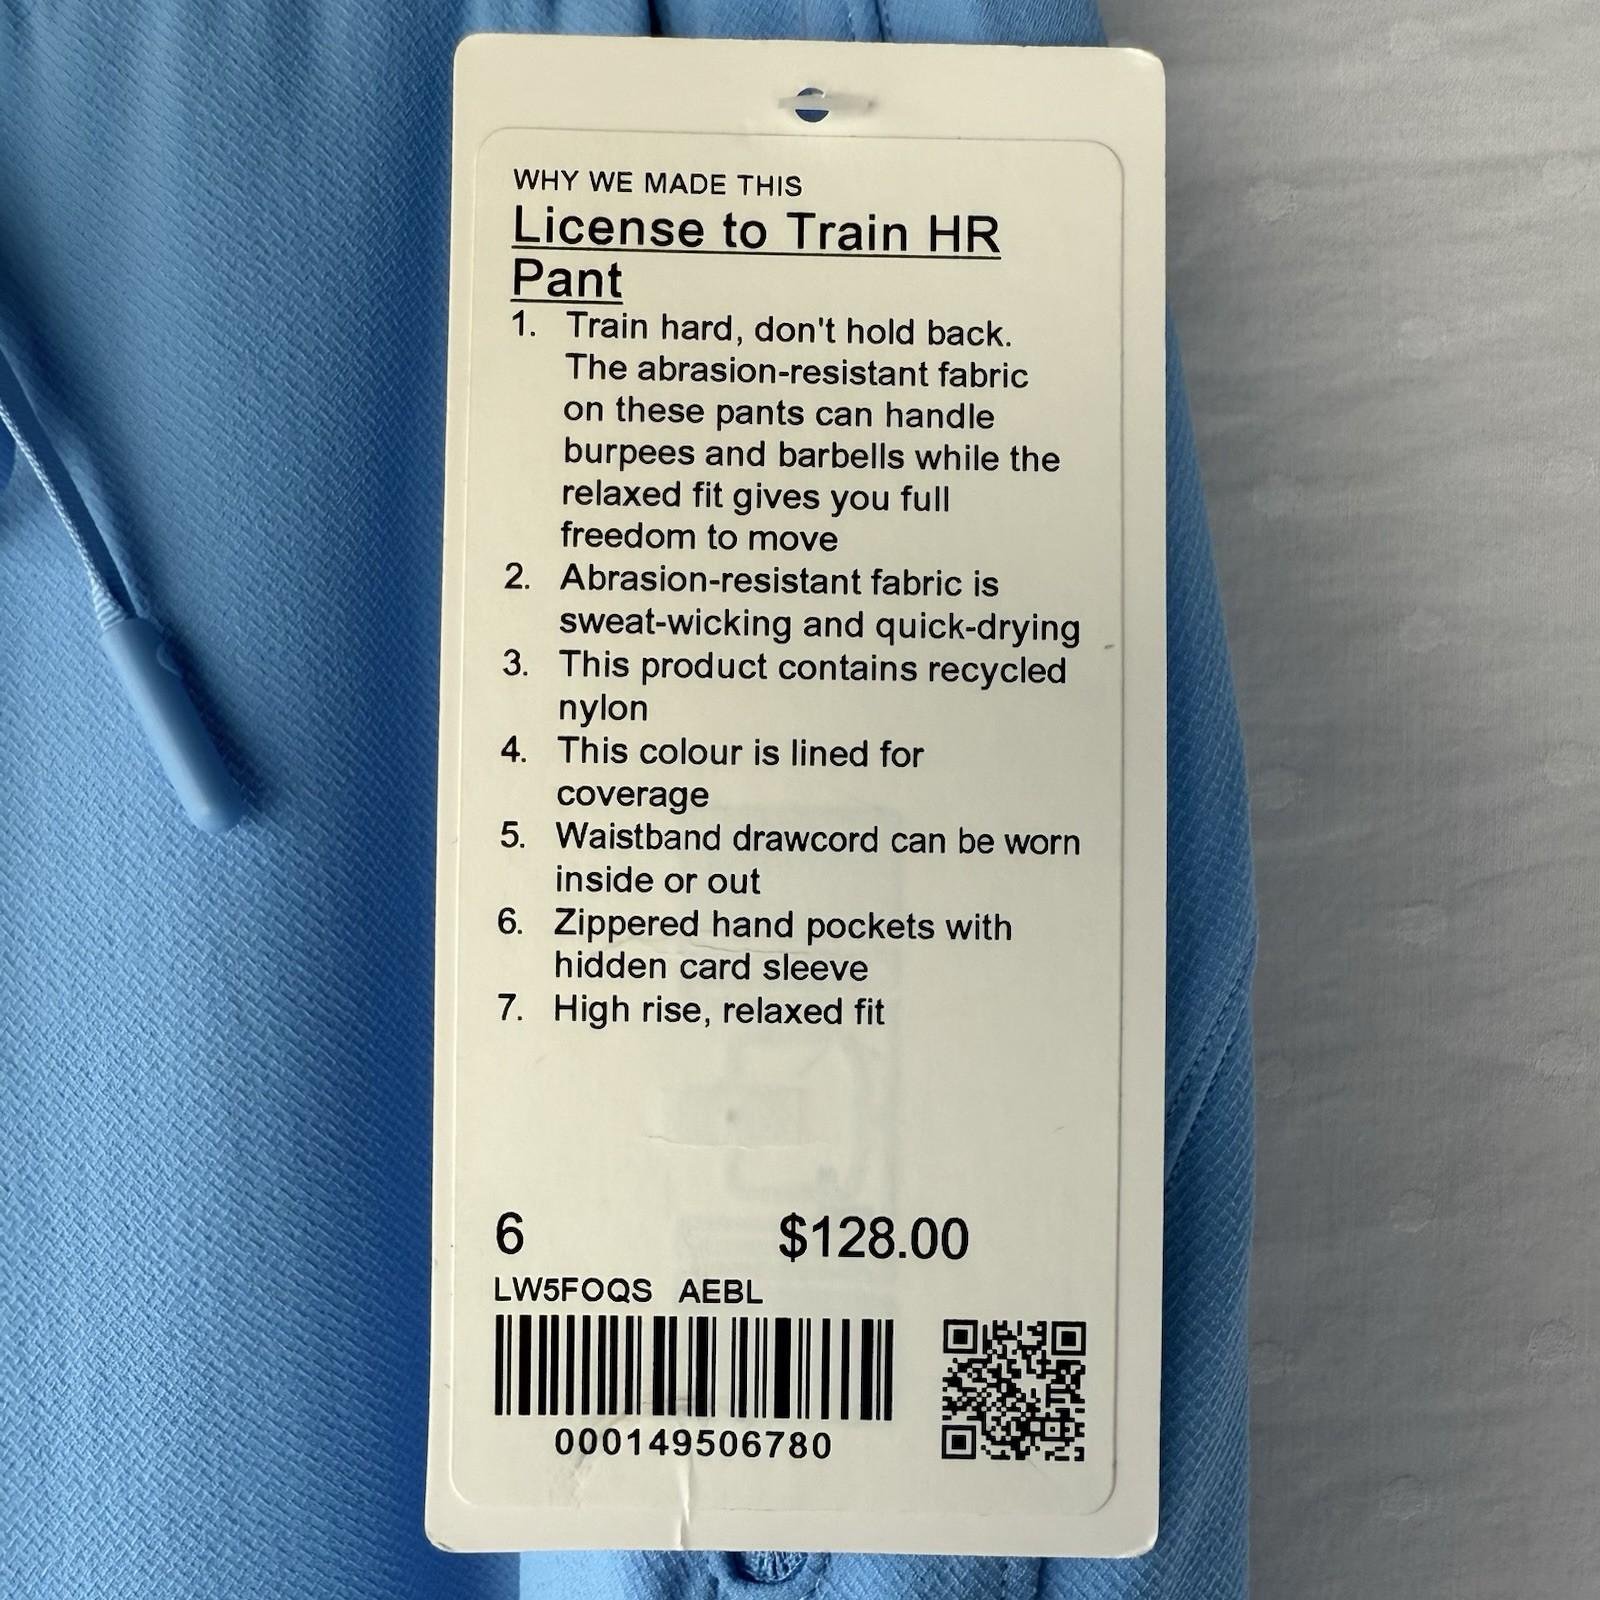 WHY WE MADE THIS
License to Train HR
Pant
1. Train hard, don't hold back.
The abrasion-resistant fabric
on these pants can handle
burpees and barbells while the
relaxed fit gives you full
freedom to move
2. Abrasion-resistant fabric is
sweat-wicking and quick-drying
3. This product contains recycled
nylon
4. This colour is lined for
coverage
5. Waistband drawcord can be worn
inside or out
6. Zippered hand pockets with
hidden card sleeve
7. High rise, relaxed fit
6 $128.00
LW5FOQS AEBL
000149506780